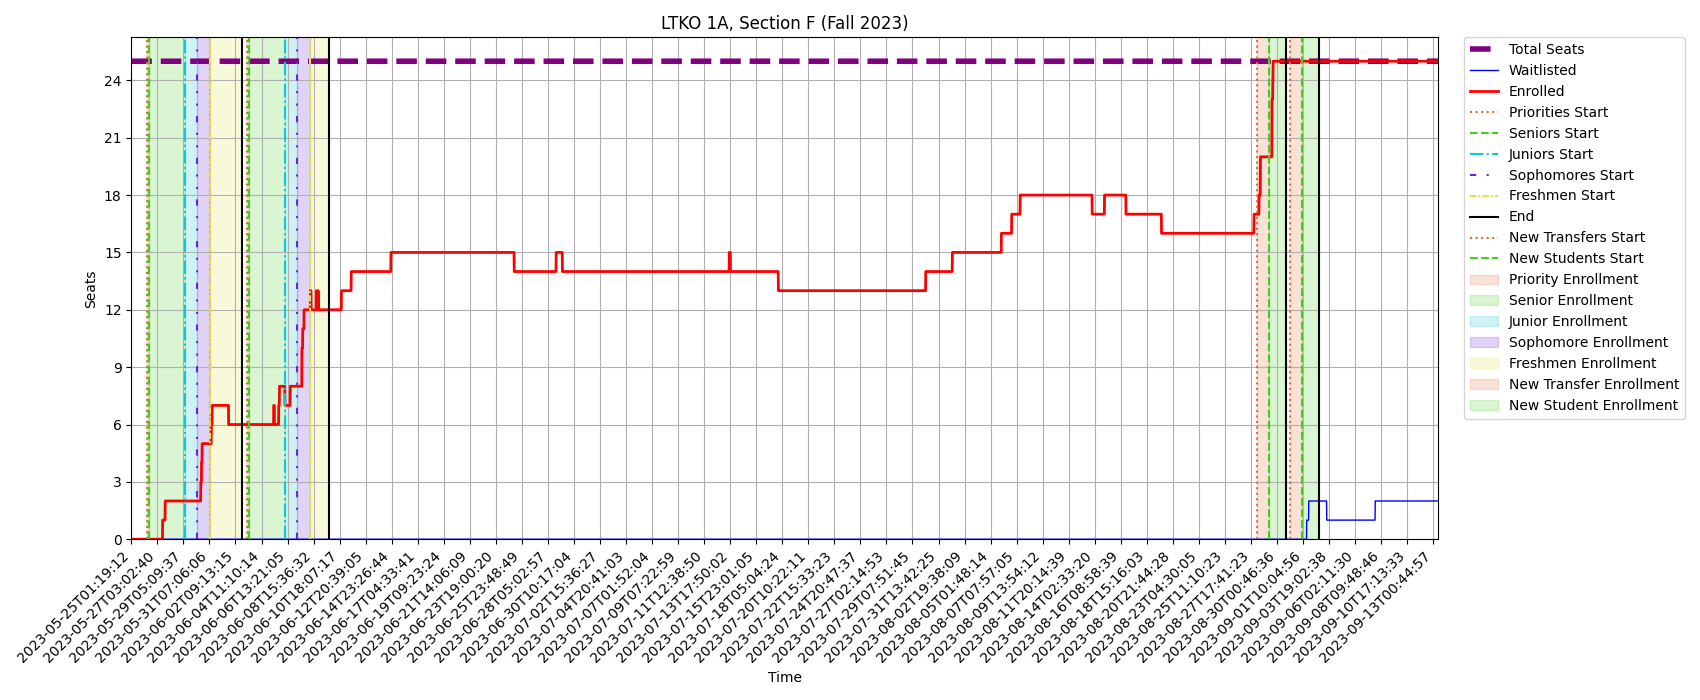 LTKO 1A, Section F (Fall 2023)
Seats
24
21
18
15
12
9
6
3
0
2023-05-25T01:19:12
2023-05-27T03:02:40
2023-05-29T05:09:37
2023-05-31T07:06:06
2023-06-02T09:13:15
2023-06-04T11:10:14
2023-06-06T13:21:05
2023-06-08T15:36:32
2023-06-10T18:07:17
2023-06-12T20:39:05
2023-06-14T23:26:44
2023-06-17T04:33:41
2023-06-19T09:23:24
2023-06-21T14:06:09
2023-06-23T19:00:20
2023-06-25T23:48:49
2023-06-28T05:02:57
2023-06-30T10:17:04
2023-07-02T15:36:27
2023-07-04T20:41:03
2023-07-07T01:52:04
2023-07-09T07:22:59
2023-07-11T12:38:50
2023-07-13T17:50:02
2023-07-15T23:01:05
2023-07-18T05:04:24
2023-07-20T10:22:11
2023-07-22T15:33:23
2023-07-24T20:47:37
2023-07-27T02:14:53
2023-07-29T07:51:45
2023-07-31T13:42:25
2023-08-02T19:38:09
2023-08-05T01:48:14
2023-08-07T07:57:05
2023-08-09T13:54:12
2023-08-11T20:14:39
2023-08-14T02:33:20
2023-08-16T08:58:39
2023-08-18T15:16:03
2023-08-20T21:44:28
2023-08-23T04:30:05
2023-08-25T11:10:23
2023-08-27T17:41:23
2023-08-30T00:46:36
2023-09-01T10:04:56
2023-09-03T19:02:38
2023-09-06T02:11:30
2023-09-08T09:48:46
2023-09-10T17:13:33
2023-09-13T00:44:57
Time
Total Seats
Waitlisted
Enrolled
Priorities Start
Seniors Start
Juniors Start
Sophomores Start
Freshmen Start
End
New Transfers Start
New Students Start
Priority Enrollment
Senior Enrollment
Junior Enrollment
Sophomore Enrollment
Freshmen Enrollment
New Transfer Enrollment
New Student Enrollment